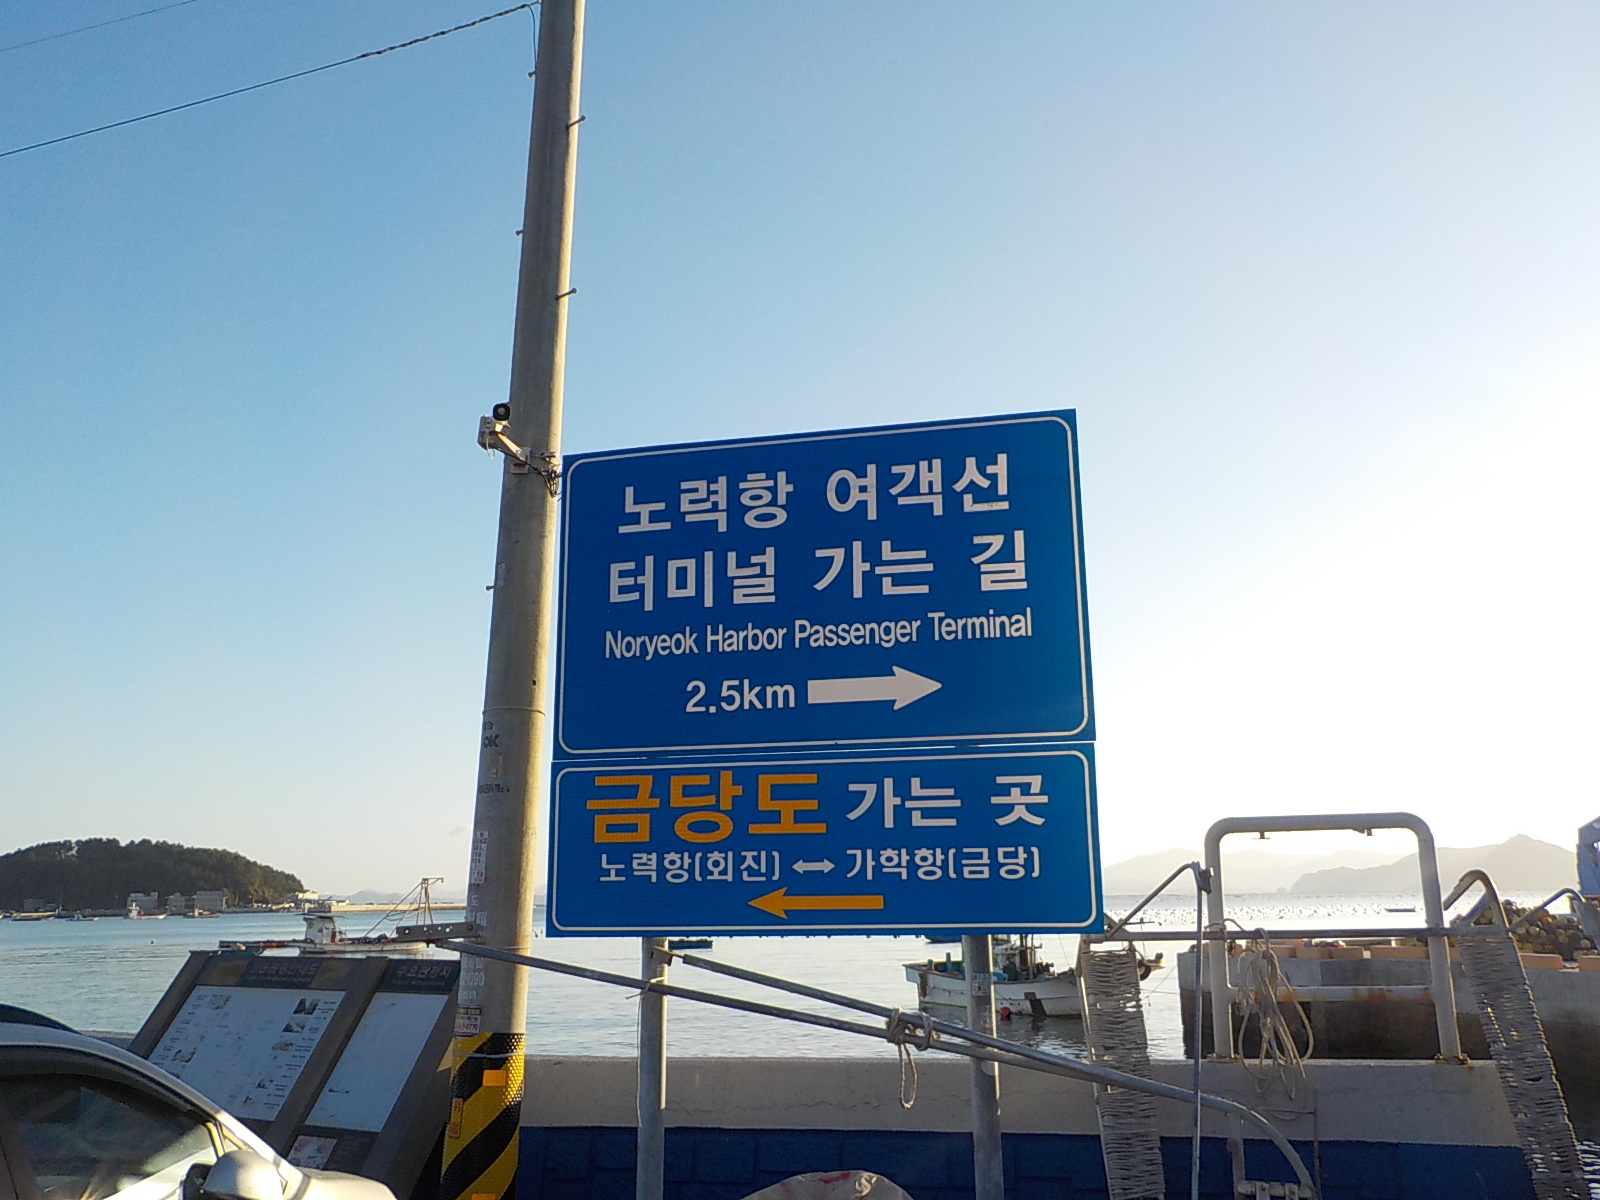 노력항 여객선
터미널 가는 길
Noryeok Harbor Passenger Terminal
2.5km
금당도 가는 곳
노력항(회진) ↔ 가학항(금당)